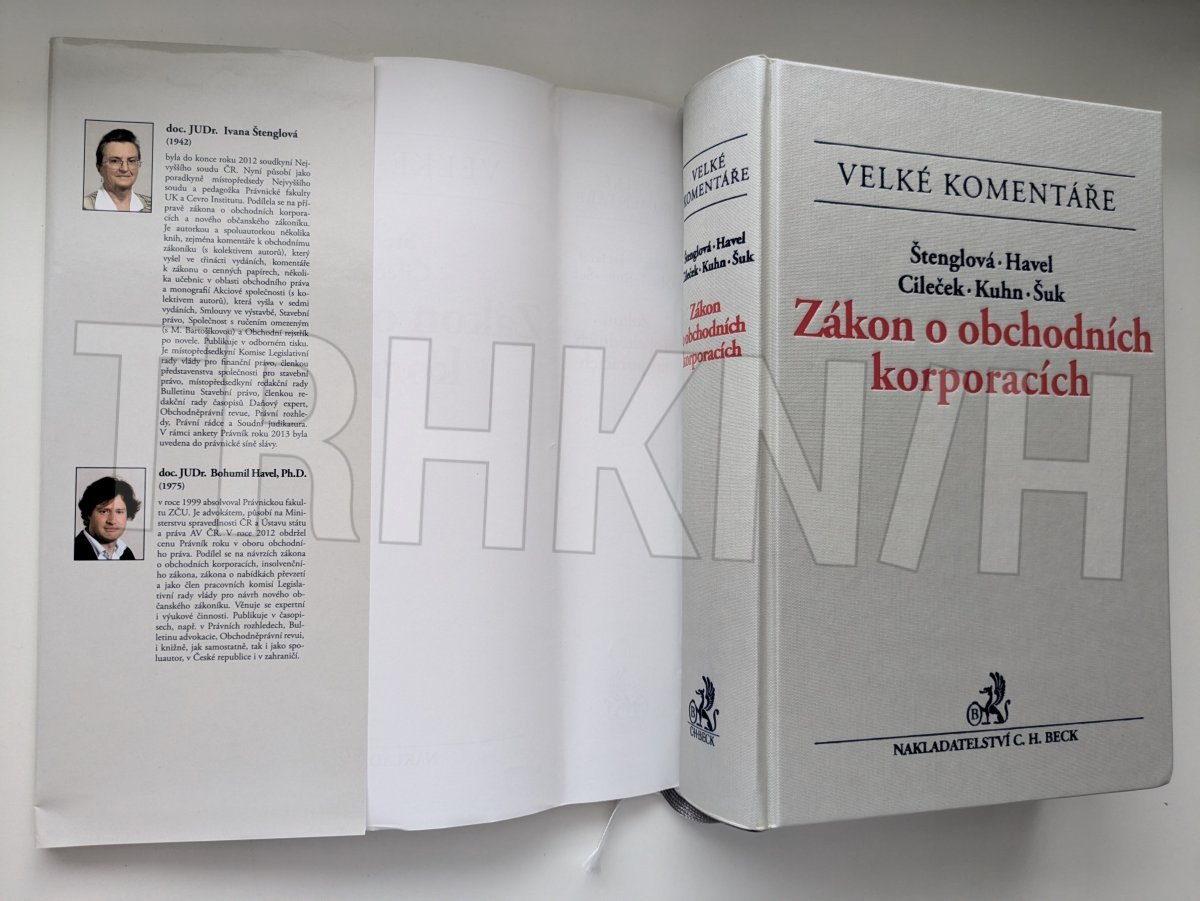 doc. JUDr. Ivana Štenglová
(1942)
byla do konce roku 2012 soudkyní Nej-
vyššího soudu ČR. Nyní působí jako
poradkyně místopředsedy Nejvyššího
soudu a pedagožka Právnické fakulty
UK a Cevro Institutu. Podílela se na pří-
pravě zákona o obchodních korpora-
cích a nového občanského zákoníku.
Je autorkou a spoluautorkou několika
knih, zejména komentáře k obchodnímu
zákoníku (s kolektivem autorů), který
vyšel ve třinácti vydáních, komentáře
k zákonu o cenných papírech, několi-
ka učebnic v oblasti obchodního práva
a monografií Akciové společnosti (s ko-
lektivem autorů), která vyšla v sedmi
vydáních, Smlouvy ve výstavbě, Stavební
právo, Společnost s ručením omezeným
(s M. Bartošíkovou) a Obchodní rejstřík
po novele. Publikuje v odborném tisku.
Je místopředsedkyní Komise Legislativní
rady vlády pro finanční právo, členkou
představenstva společnosti pro stavební
právo, místopředsedkyní redakční rady
Bulletinu Stavební právo, členkou re-
dakční rady časopisů Daňový expert,
Obchodněprávní revue, Právní rozhle-
dy, Právní rádce a Soudní judikatura.
V rámci ankety Právník roku 2013 byla
uvedena do právnické síně slávy.
doc. JUDr. Bohumil Havel, Ph.D.
(1975)
v roce 1999 absolvoval Právnickou fakul-
tu ZČU. Je advokátem, působí na Mini-
sterstvu spravedlnosti ČR a Ústavu státu
a práva AV ČR. V roce 2012 obdržel
cenu Právník roku v oboru obchodní-
ho práva. Podílel se na návrzích zákona
o obchodních korporacích, insolvenční-
ho zákona, zákona o nabídkách převzetí
a jako člen pracovních komisí Legisla-
tivní rady vlády pro návrh nového ob-
čanského zákoníku. Věnuje se expertní
i výukové činnosti. Publikuje v časopi-
sech, např. v Právních rozhledech, Bul-
letinu advokacie, Obchodněprávní revui,
i knižně, jak samostatně, tak i jako spo-
luautor, v České republice i v zahraničí.
VELKÉ
KOMENTÁŘE
Štenglová · Havel
Cileček · Kuhn · Šuk
Zákon
o obchodních
korporacích
B
C·H·BECK
VELKÉ KOMENTÁŘE
Štenglová · Havel
Cileček · Kuhn · Šuk
Zákon o obchodních
korporacích
B
NAKLADATELSTVÍ C. H. BECK
TRHKNIH